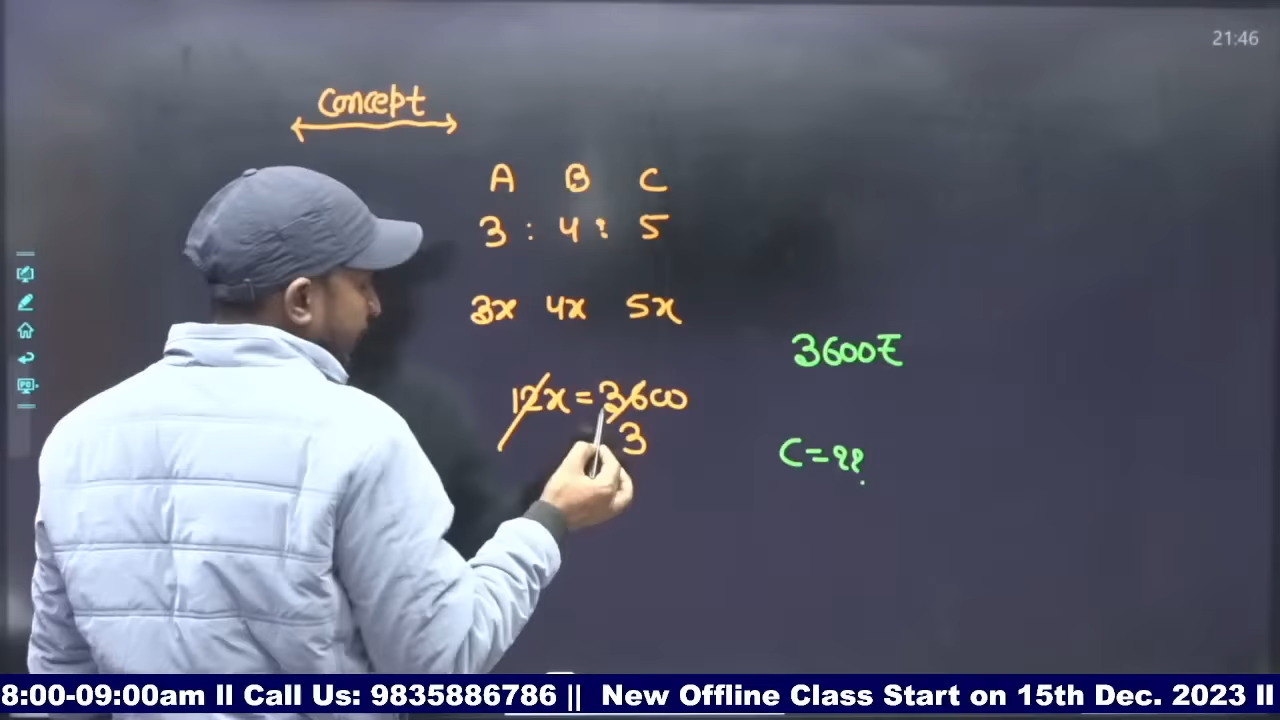 21:46
Concept
A B C
3 : 4 : 5
3x 4x 5x
3600₹
12x = 3600
3
C = ??
8:00-09:00am II Call Us: 9835886786 || New Offline Class Start on 15th Dec. 2023 II